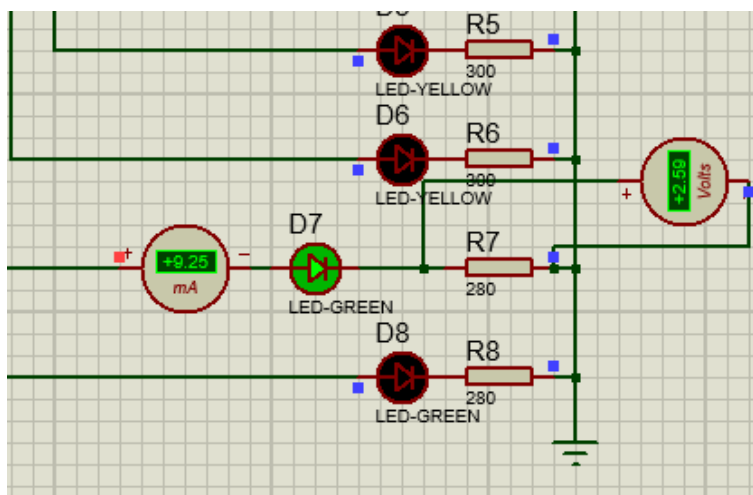 R5
300
LED-YELLOW
D6
R6
300
LED-YELLOW
+2.59
Volts
+
D7
+
+9.25
mA
−
LED-GREEN
R7
280
D8
R8
280
LED-GREEN